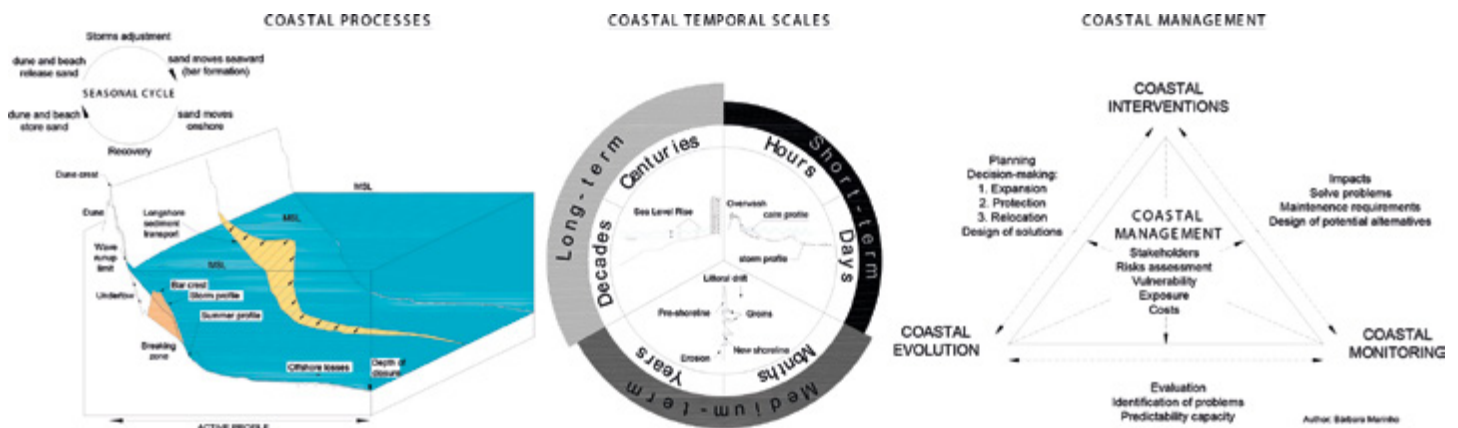 COASTAL PROCESSES
Storms adjustment
dune and beach
release sand
sand moves seaward
(bar formation)
SEASONAL CYCLE
dune and beach
store sand
sand moves
onshore
Recovery
Dune crest
Dune
Longshore
sediment
transport
MSL
MSL
MSL
Wave
runup
limit
Underflow
Bar crest
Storm profile
Summer profile
Breaking
zone
Offshore losses
Depth of
closure
ACTIVE PROFILE
COASTAL TEMPORAL SCALES
Long-term
Short-term
Medium-term
Centuries
Hours
Decades
Days
Years
Months
Sea Level Rise
Overwash
calm profile
storm profile
Littoral drift
Pre-shoreline
Groins
Erosion
New shoreline
COASTAL MANAGEMENT
COASTAL
INTERVENTIONS
Planning
Decision-making:
1. Expansion
2. Protection
3. Relocation
Design of solutions
Impacts
Solve problems
Maintenence requirements
Design of potential alternatives
COASTAL
MANAGEMENT
Stakeholders
Risks assessment
Vulnerability
Exposure
Costs
COASTAL
EVOLUTION
COASTAL
MONITORING
Evaluation
Identification of problems
Predictability capacity
Author: Bárbara Marinho